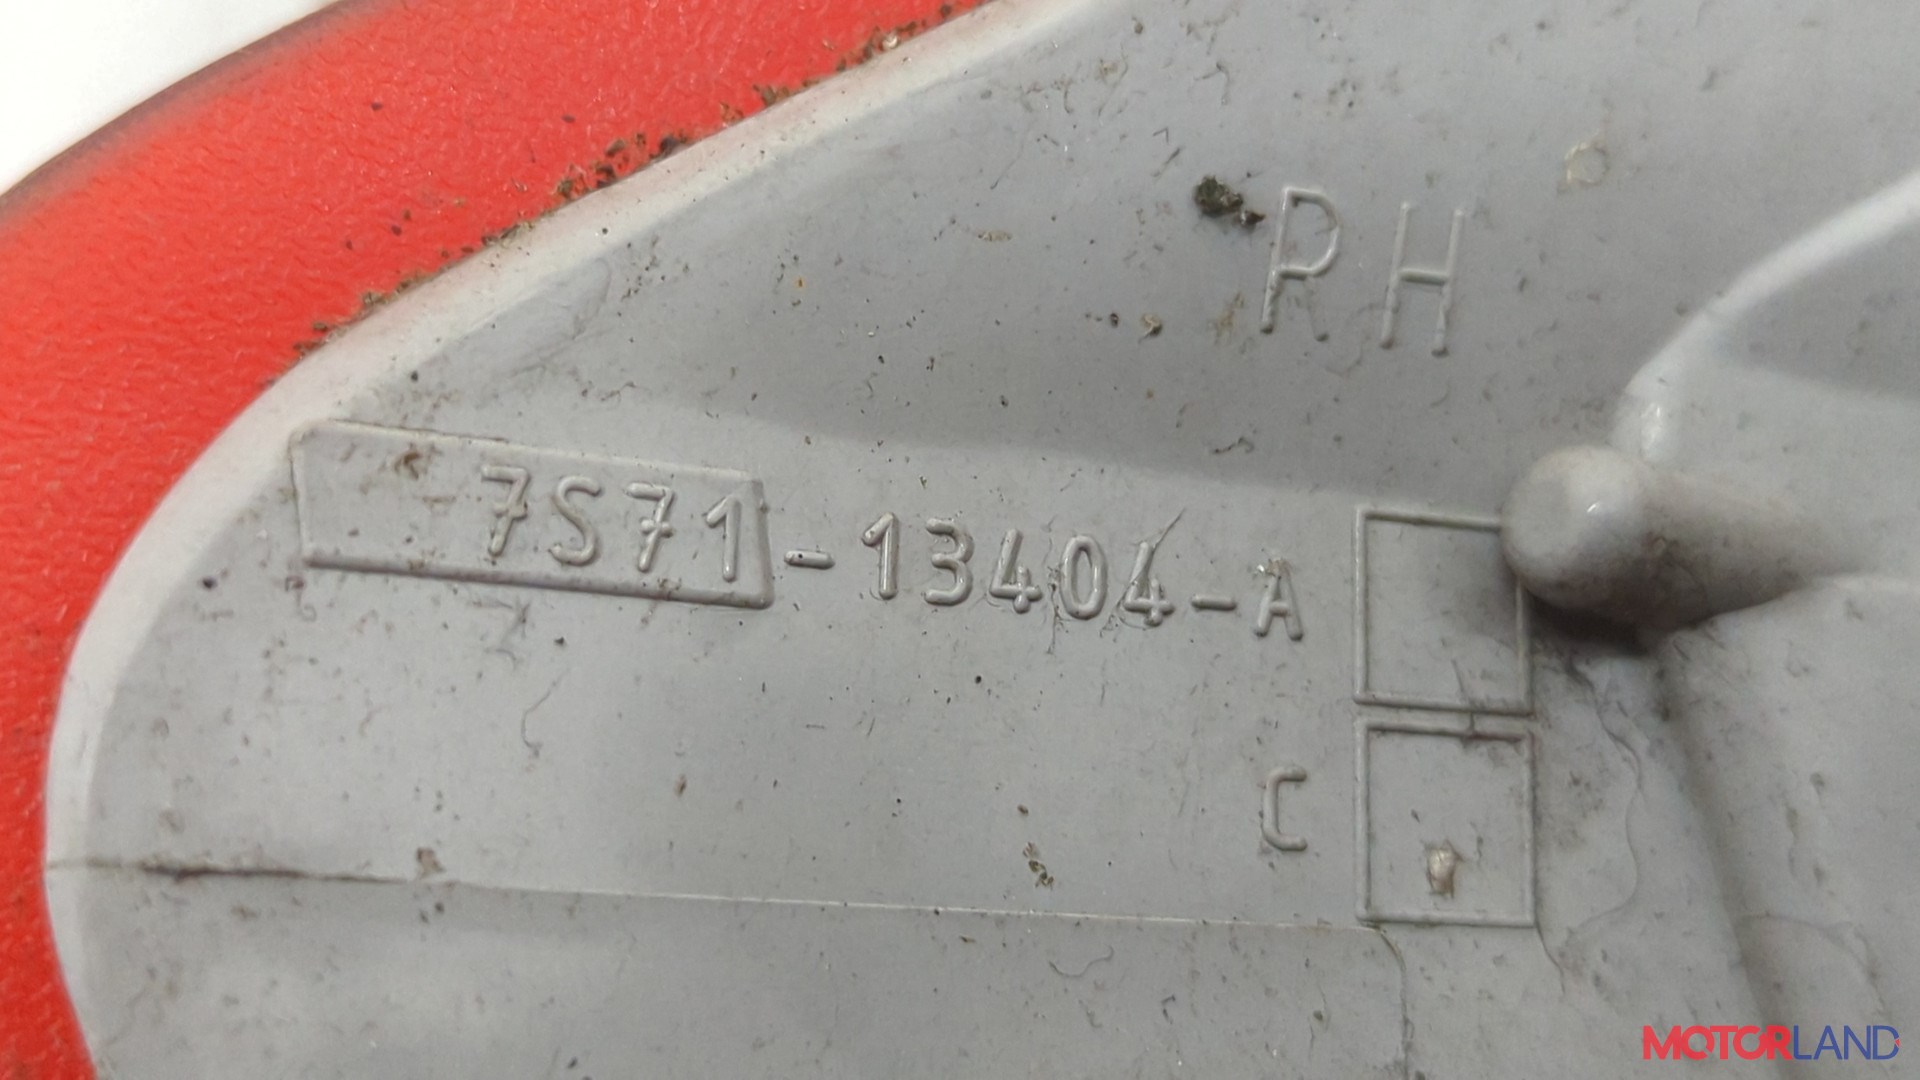 RH
7S71-13404-A
C
MOTORLAND